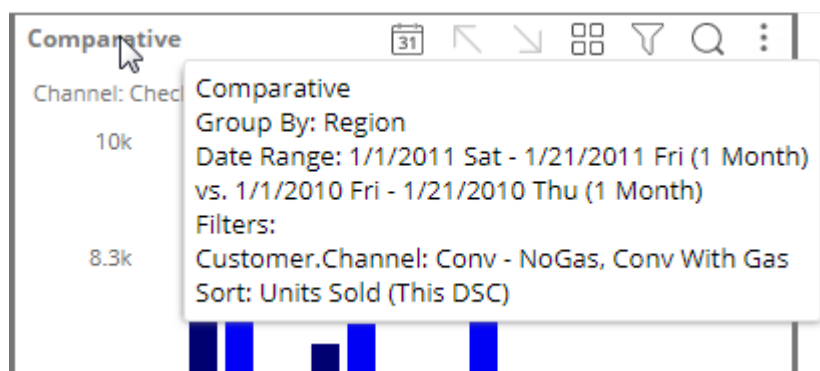 Comparative
31
Channel: Chec
Comparative
Group By: Region
Date Range: 1/1/2011 Sat - 1/21/2011 Fri (1 Month)
vs. 1/1/2010 Fri - 1/21/2010 Thu (1 Month)
Filters:
Customer.Channel: Conv - NoGas, Conv With Gas
Sort: Units Sold (This DSC)
10k
8.3k